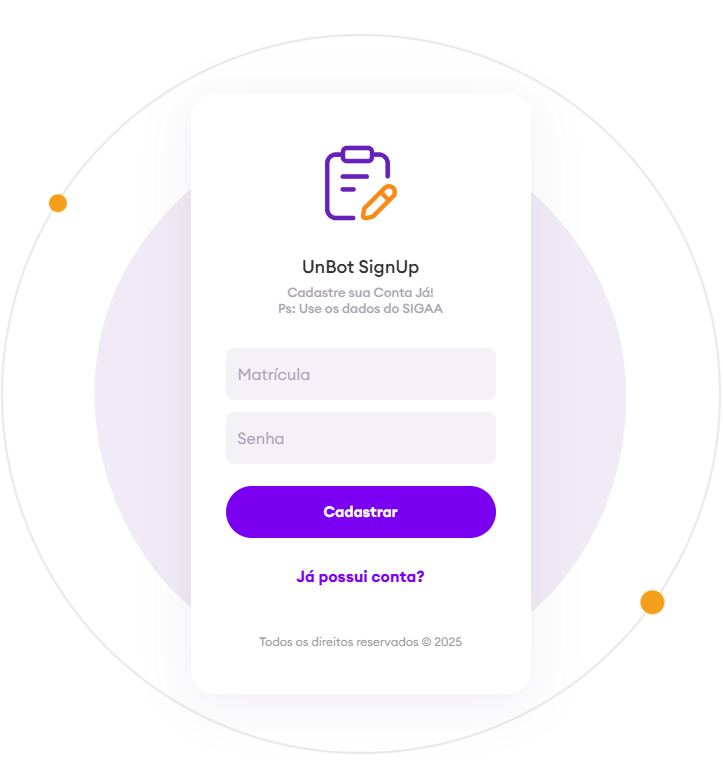 UnBot SignUp
Cadastre sua Conta Já!
Ps: Use os dados do SIGAA
Matrícula
Senha
Cadastrar
Já possui conta?
Todos os direitos reservados © 2025